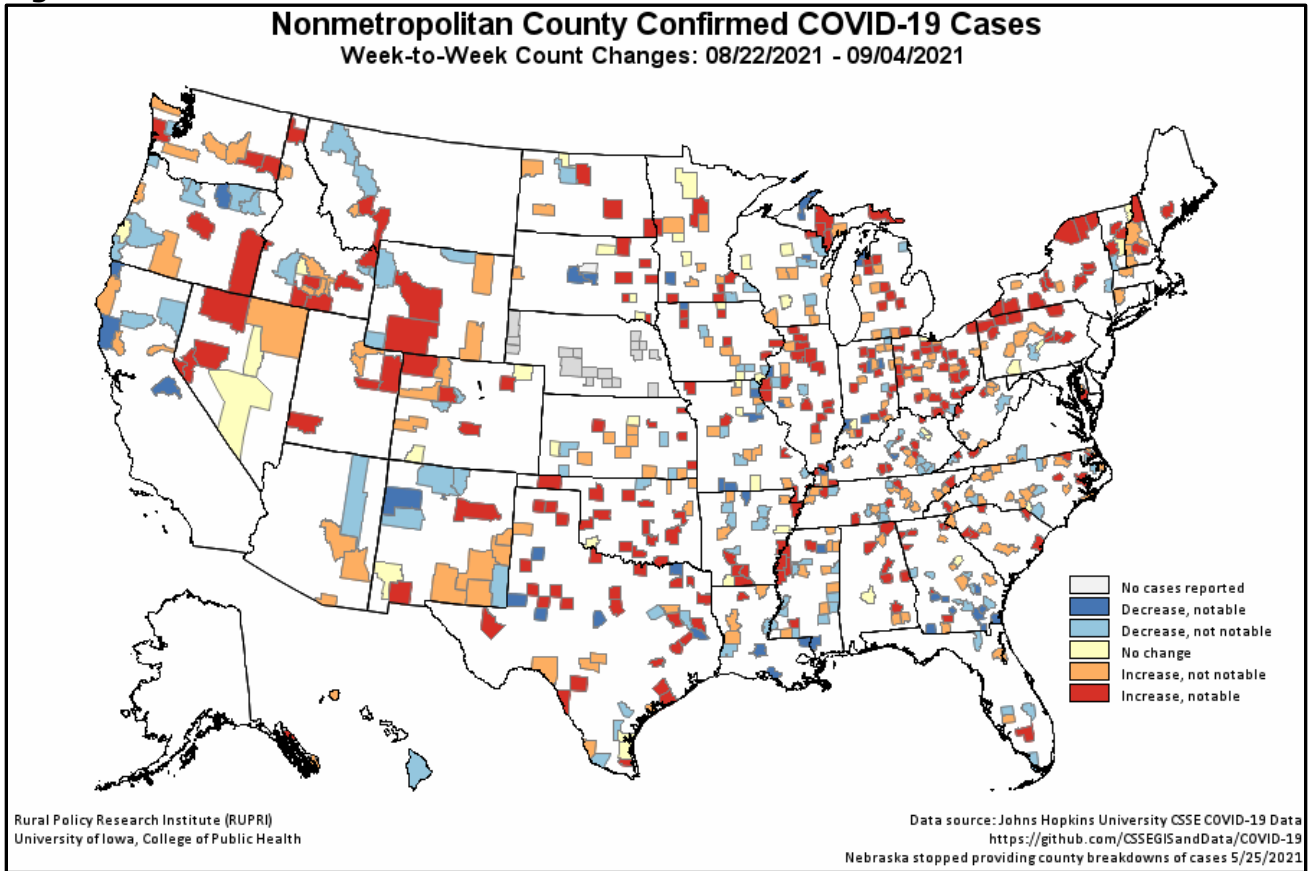 Nonmetropolitan County Confirmed COVID-19 Cases
Week-to-Week Count Changes: 08/22/2021 - 09/04/2021
No cases reported
Decrease, notable
Decrease, not notable
No change
Increase, not notable
Increase, notable
Rural Policy Research Institute (RUPRI)
University of Iowa, College of Public Health
Data source: Johns Hopkins University CSSE COVID-19 Data
https://github.com/CSSEGISandData/COVID-19
Nebraska stopped providing county breakdowns of cases 5/25/2021